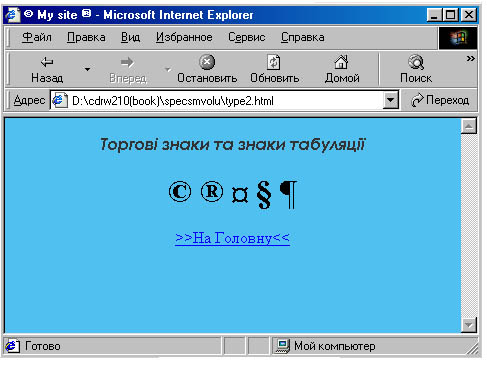 © My site ® - Microsoft Internet Explorer
Файл Правка Вид Избранное Сервис Справка
Назад Вперед Остановить Обновить Домой Поиск »
Адрес D:\cdrw210(book)\specsmvolu\type2.html Переход
Торгові знаки та знаки табуляції
© ® ¤ § ¶
>>На Головну<<
Готово Мой компьютер